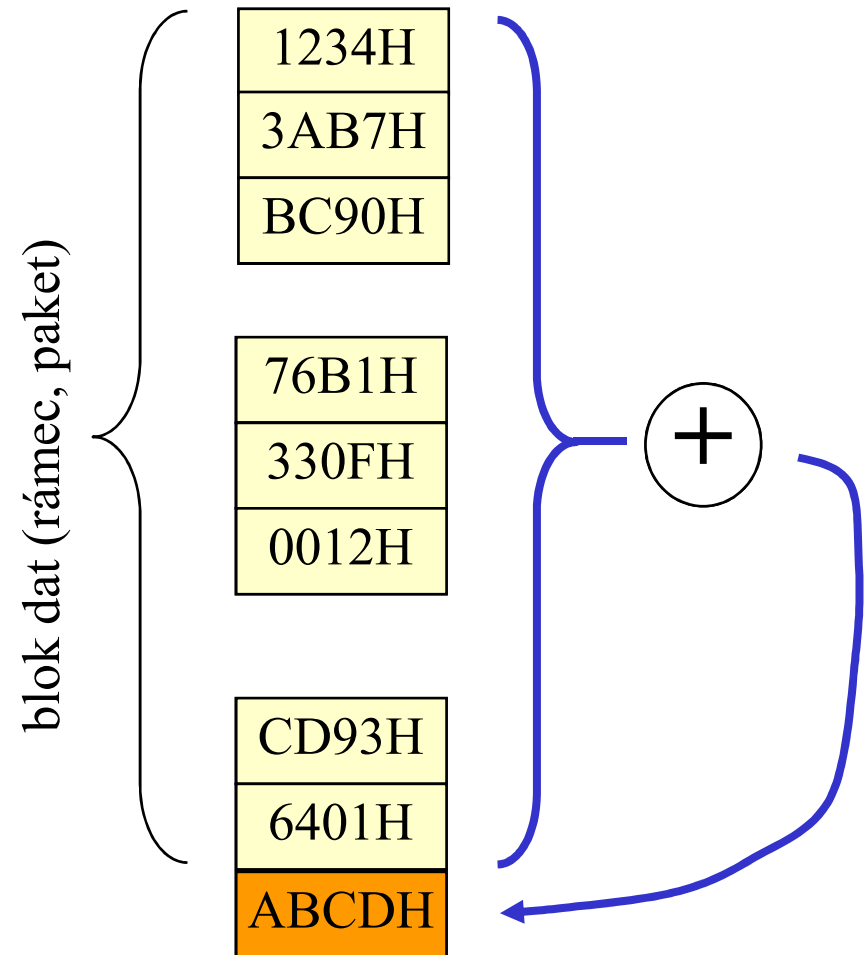 blok dat (rámec, paket)
1234H
3AB7H
BC90H
76B1H
330FH
0012H
CD93H
6401H
ABCDH
+